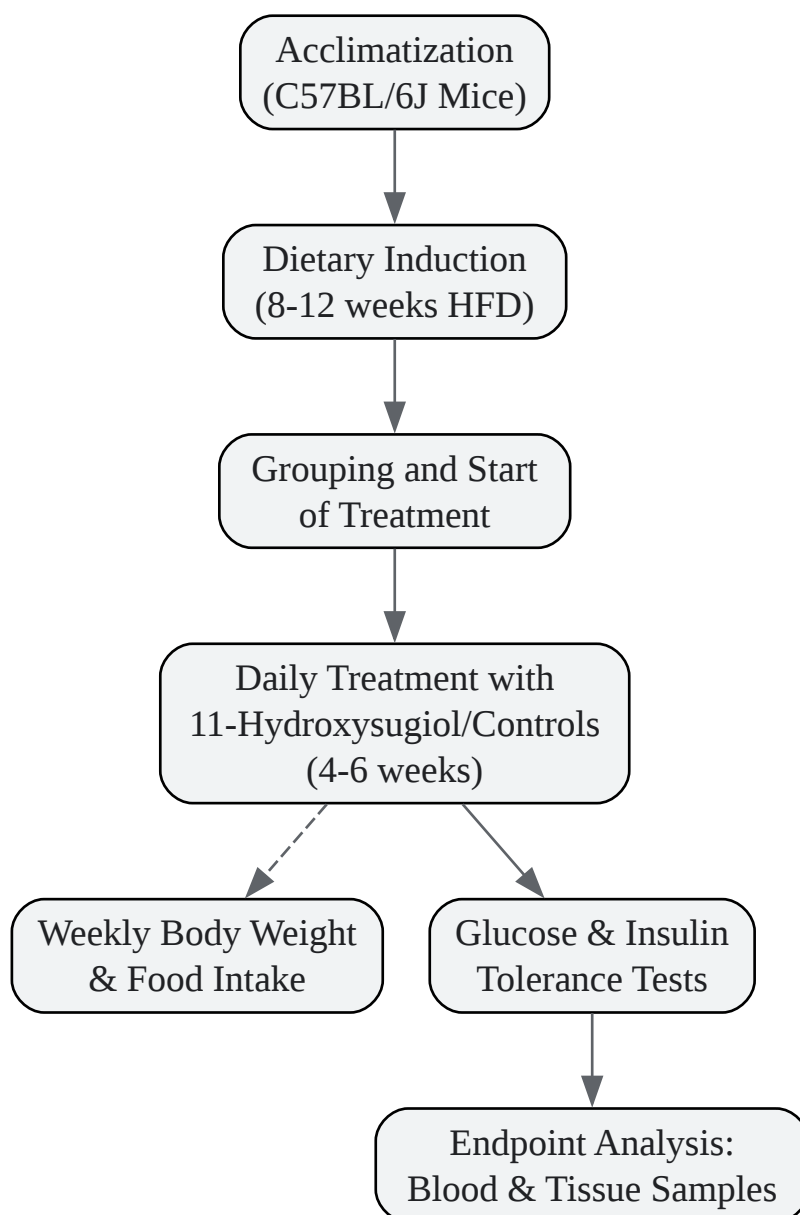 Acclimatization
(C57BL/6J Mice)
Dietary Induction
(8-12 weeks HFD)
Grouping and Start
of Treatment
Daily Treatment with
11-Hydroxysugiol/Controls
(4-6 weeks)
Weekly Body Weight
& Food Intake
Glucose & Insulin
Tolerance Tests
Endpoint Analysis:
Blood & Tissue Samples